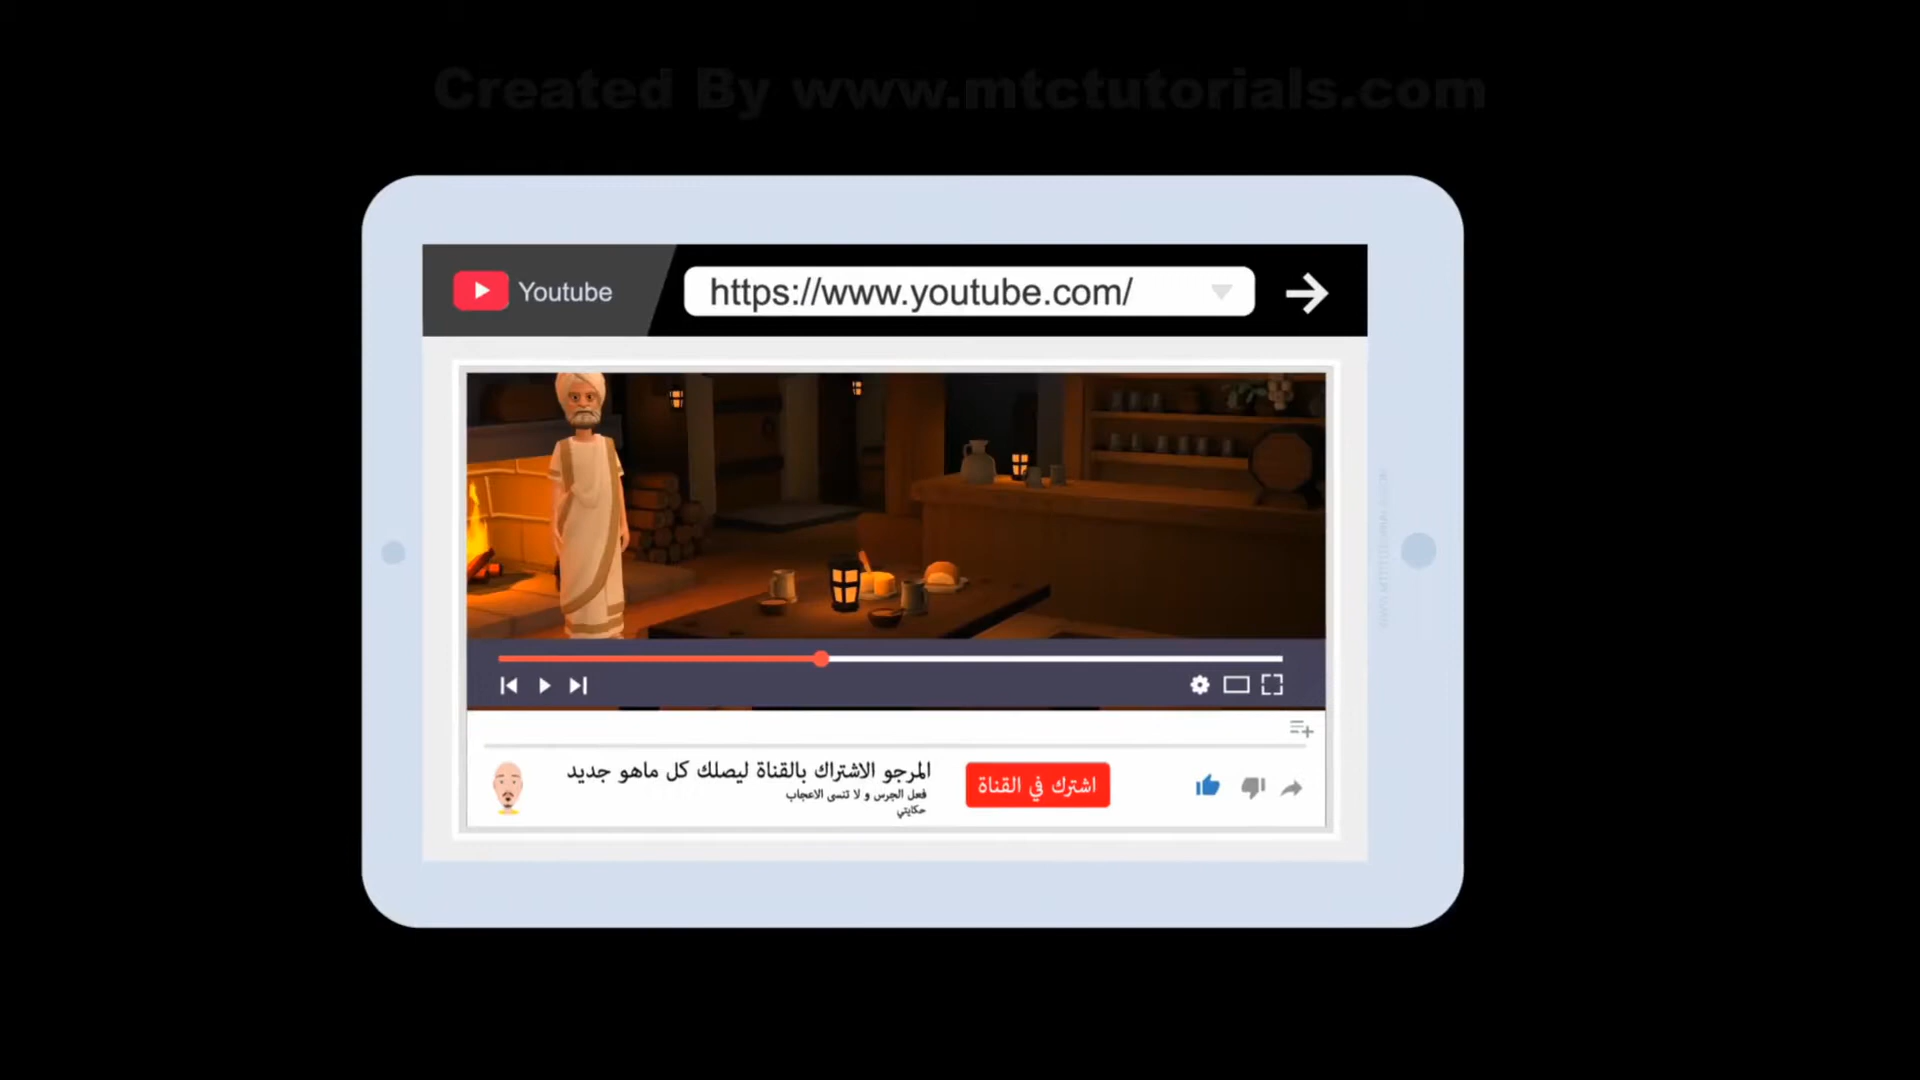 Created By www.mtctutorials.com
Youtube
https://www.youtube.com/
المرجو الاشتراك بالقناة ليصلك كل ماهو جديد
فعل الجرس و لا تنسى الاعجاب
حكايتي
اشترك في القناة